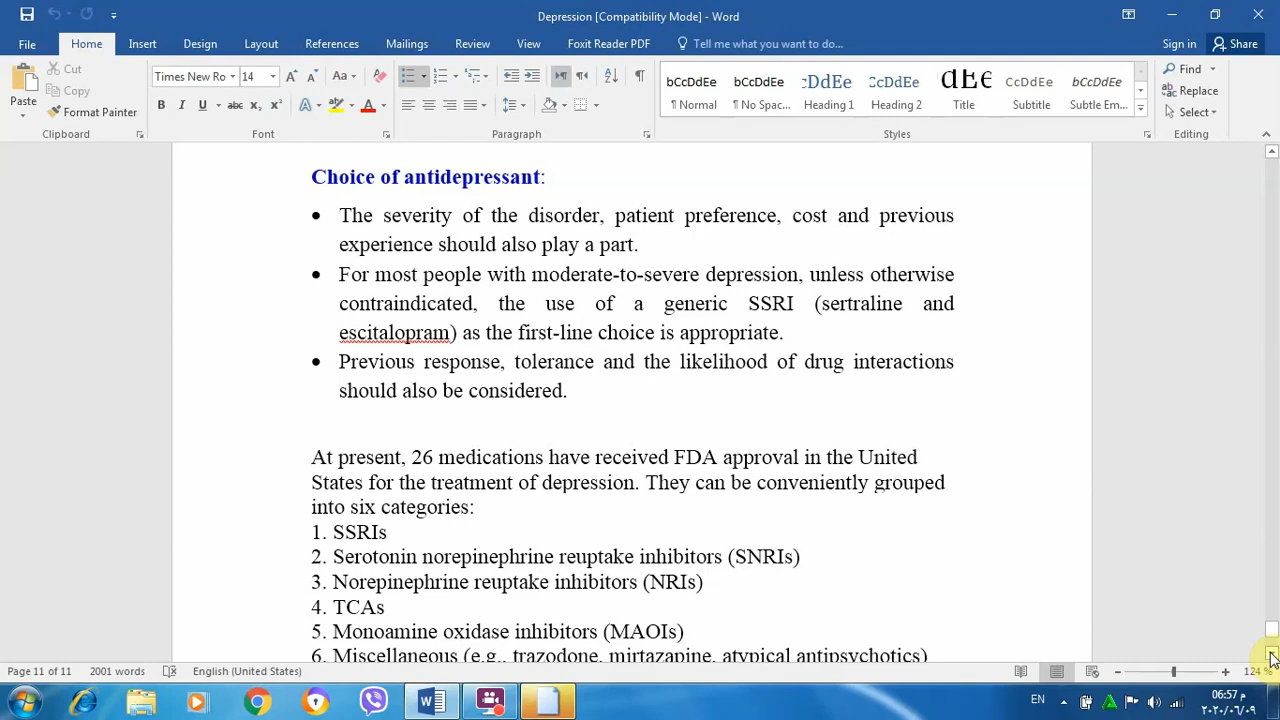 Depression [Compatibility Mode] - Word
File Home Insert Design Layout References Mailings Review View Foxit Reader PDF Tell me what you want to do... Sign in Share
Paste
Cut
Copy
Format Painter
Clipboard
Times New Ro 14
Font
Paragraph
bCcDdEe bCcDdEe cDdEe cCcDdEe dEe CcDdEe bCcDdEe
¶ Normal ¶ No Spac... Heading 1 Heading 2 Title Subtitle Subtle Em...
Styles
Find
Replace
Select
Editing
Choice of antidepressant:
• The severity of the disorder, patient preference, cost and previous
experience should also play a part.
• For most people with moderate-to-severe depression, unless otherwise
contraindicated, the use of a generic SSRI (sertraline and
escitalopram) as the first-line choice is appropriate.
• Previous response, tolerance and the likelihood of drug interactions
should also be considered.
At present, 26 medications have received FDA approval in the United
States for the treatment of depression. They can be conveniently grouped
into six categories:
1. SSRIs
2. Serotonin norepinephrine reuptake inhibitors (SNRIs)
3. Norepinephrine reuptake inhibitors (NRIs)
4. TCAs
5. Monoamine oxidase inhibitors (MAOIs)
6. Miscellaneous (e.g., trazodone, mirtazapine, atypical antipsychotics)
Page 11 of 11 2001 words English (United States) 124 %
EN
06:57 م
٢٠٢٠/٠٦/٠٩